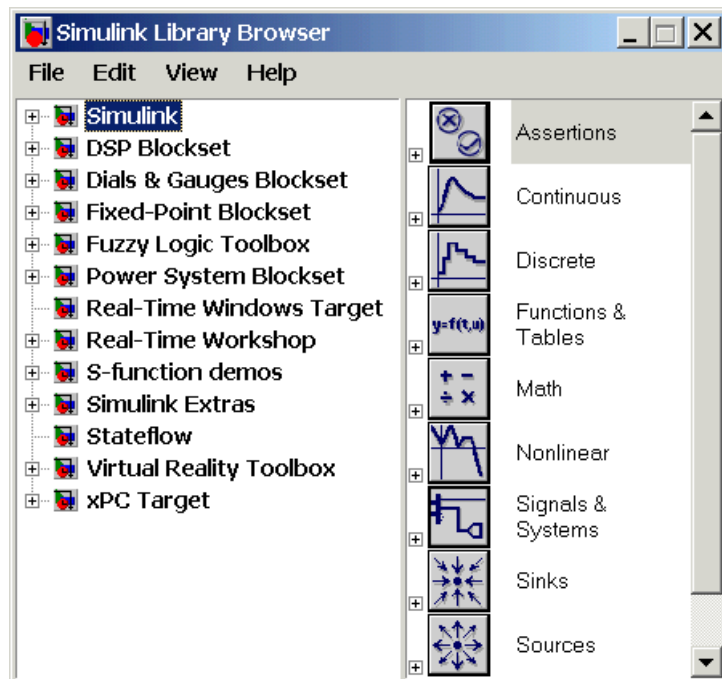 Simulink Library Browser
File Edit View Help
Simulink
DSP Blockset
Dials & Gauges Blockset
Fixed-Point Blockset
Fuzzy Logic Toolbox
Power System Blockset
Real-Time Windows Target
Real-Time Workshop
S-function demos
Simulink Extras
Stateflow
Virtual Reality Toolbox
xPC Target
Assertions
Continuous
Discrete
y=f(t,u)
Functions &
Tables
+ −
÷ ×
Math
Nonlinear
Signals &
Systems
Sinks
Sources